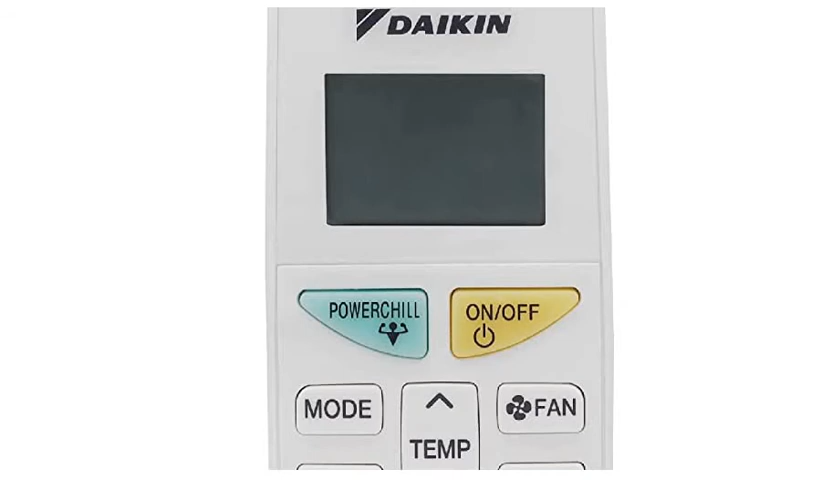 DAIKIN
POWERCHILL
ON/OFF
MODE
FAN
TEMP